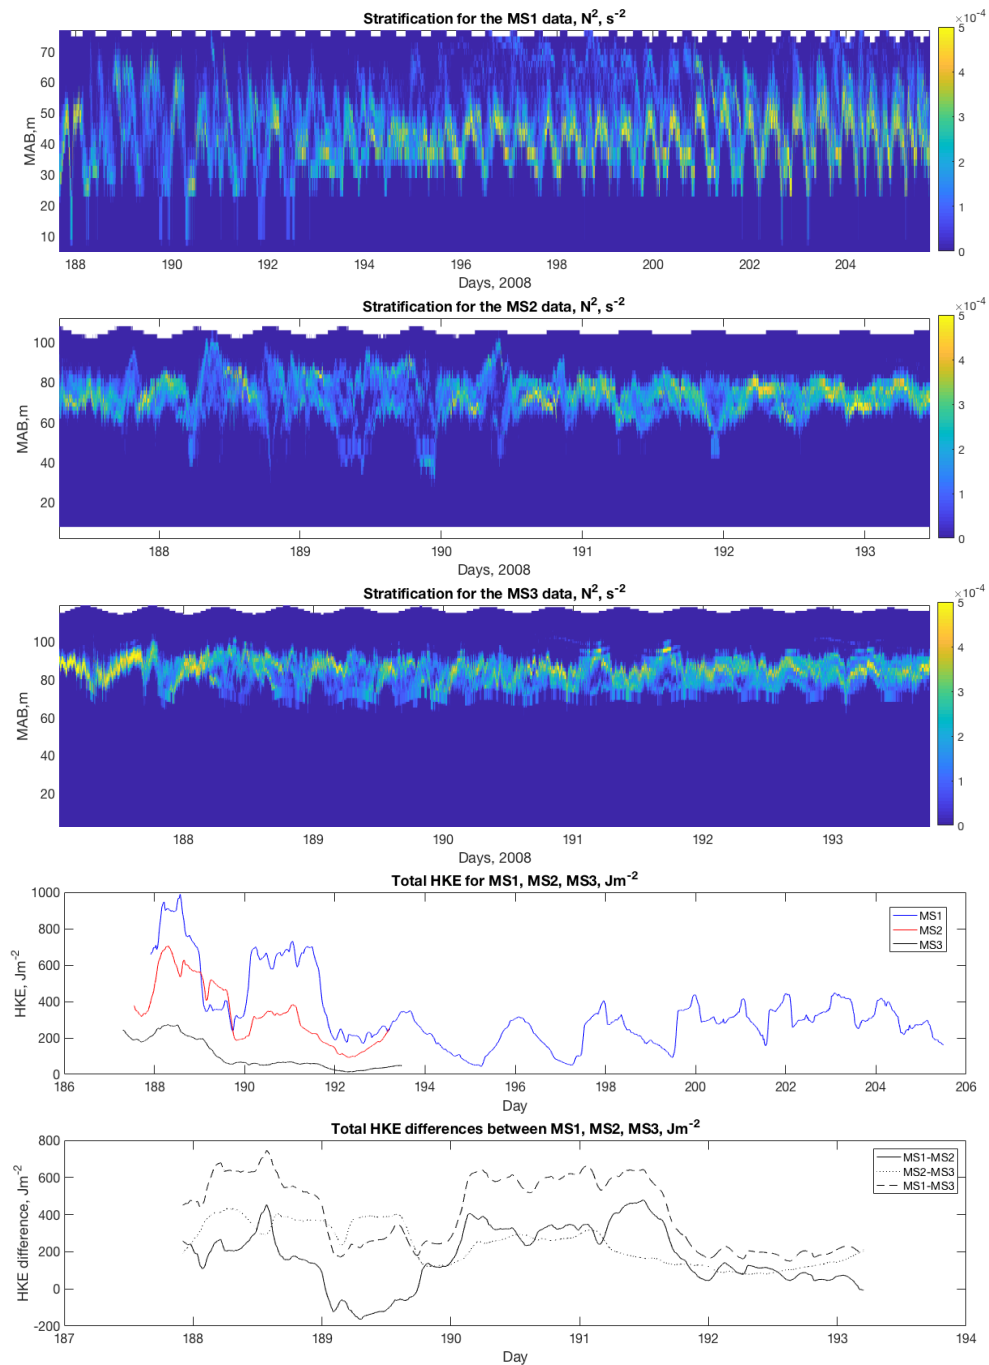 Stratification for the MS1 data, N², s⁻²
×10⁻⁴
70
60
50
40
30
20
10
MAB,m
5
4
3
2
1
0
188 190 192 194 196 198 200 202 204
Days, 2008
Stratification for the MS2 data, N², s⁻²
×10⁻⁴
100
80
60
40
20
MAB,m
5
4
3
2
1
0
188 189 190 191 192 193
Days, 2008
Stratification for the MS3 data, N², s⁻²
×10⁻⁴
100
80
60
40
20
MAB,m
5
4
3
2
1
0
188 189 190 191 192 193
Days, 2008
Total HKE for MS1, MS2, MS3, Jm⁻²
1000
800
600
400
200
0
HKE, Jm⁻²
MS1
MS2
MS3
186 188 190 192 194 196 198 200 202 204 206
Day
Total HKE differences between MS1, MS2, MS3, Jm⁻²
800
600
400
200
0
-200
HKE difference, Jm⁻²
MS1-MS2
MS2-MS3
MS1-MS3
187 188 189 190 191 192 193 194
Day